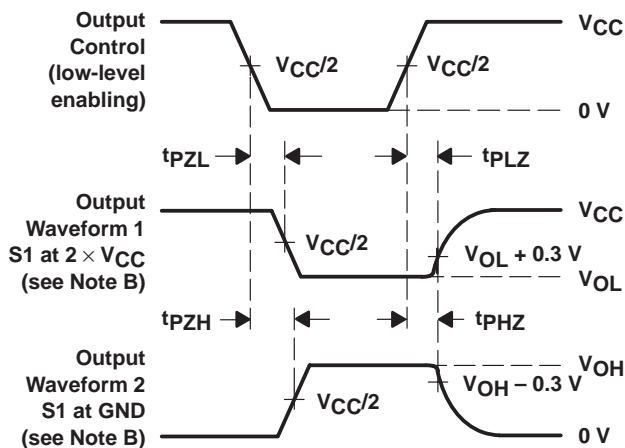 Output
Control
(low-level
enabling)
VCC
VCC/2
VCC/2
0 V
tPZL
tPLZ
Output
Waveform 1
S1 at 2 × VCC
(see Note B)
VCC
VCC/2
VOL + 0.3 V
VOL
tPZH
tPHZ
Output
Waveform 2
S1 at GND
(see Note B)
VOH
VOH – 0.3 V
VCC/2
0 V